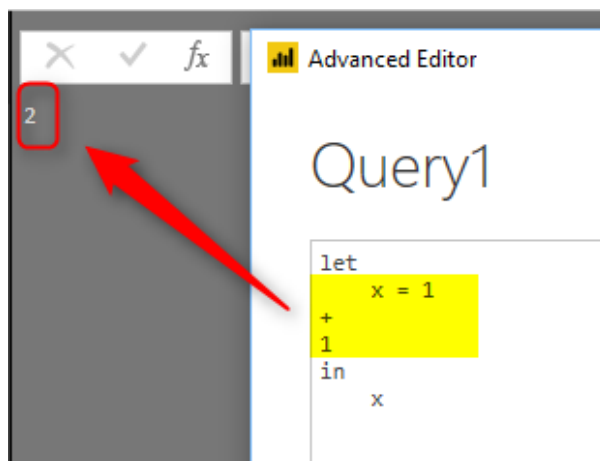 fx
2
Advanced Editor
Query1
let
x = 1
+
1
in
x